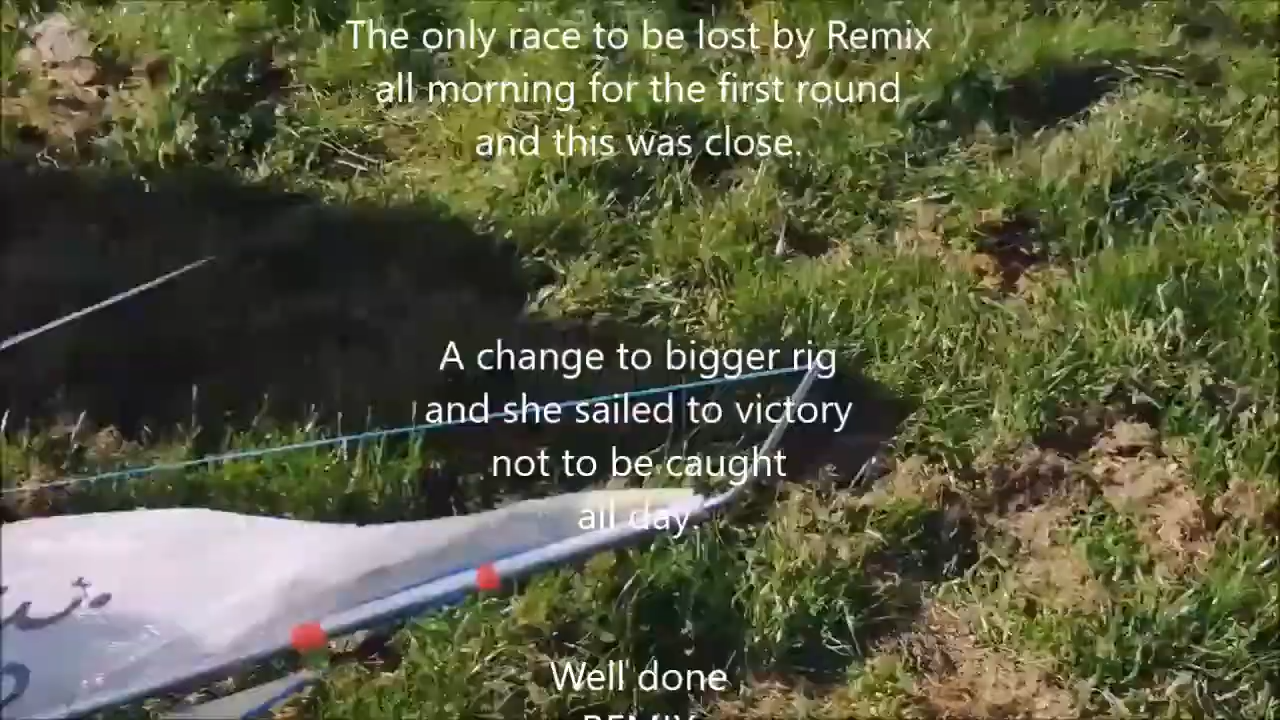 The only race to be lost by Remix
all morning for the first round
and this was close.
A change to bigger rig
and she sailed to victory
not to be caught
all day.
Well done
REMIX